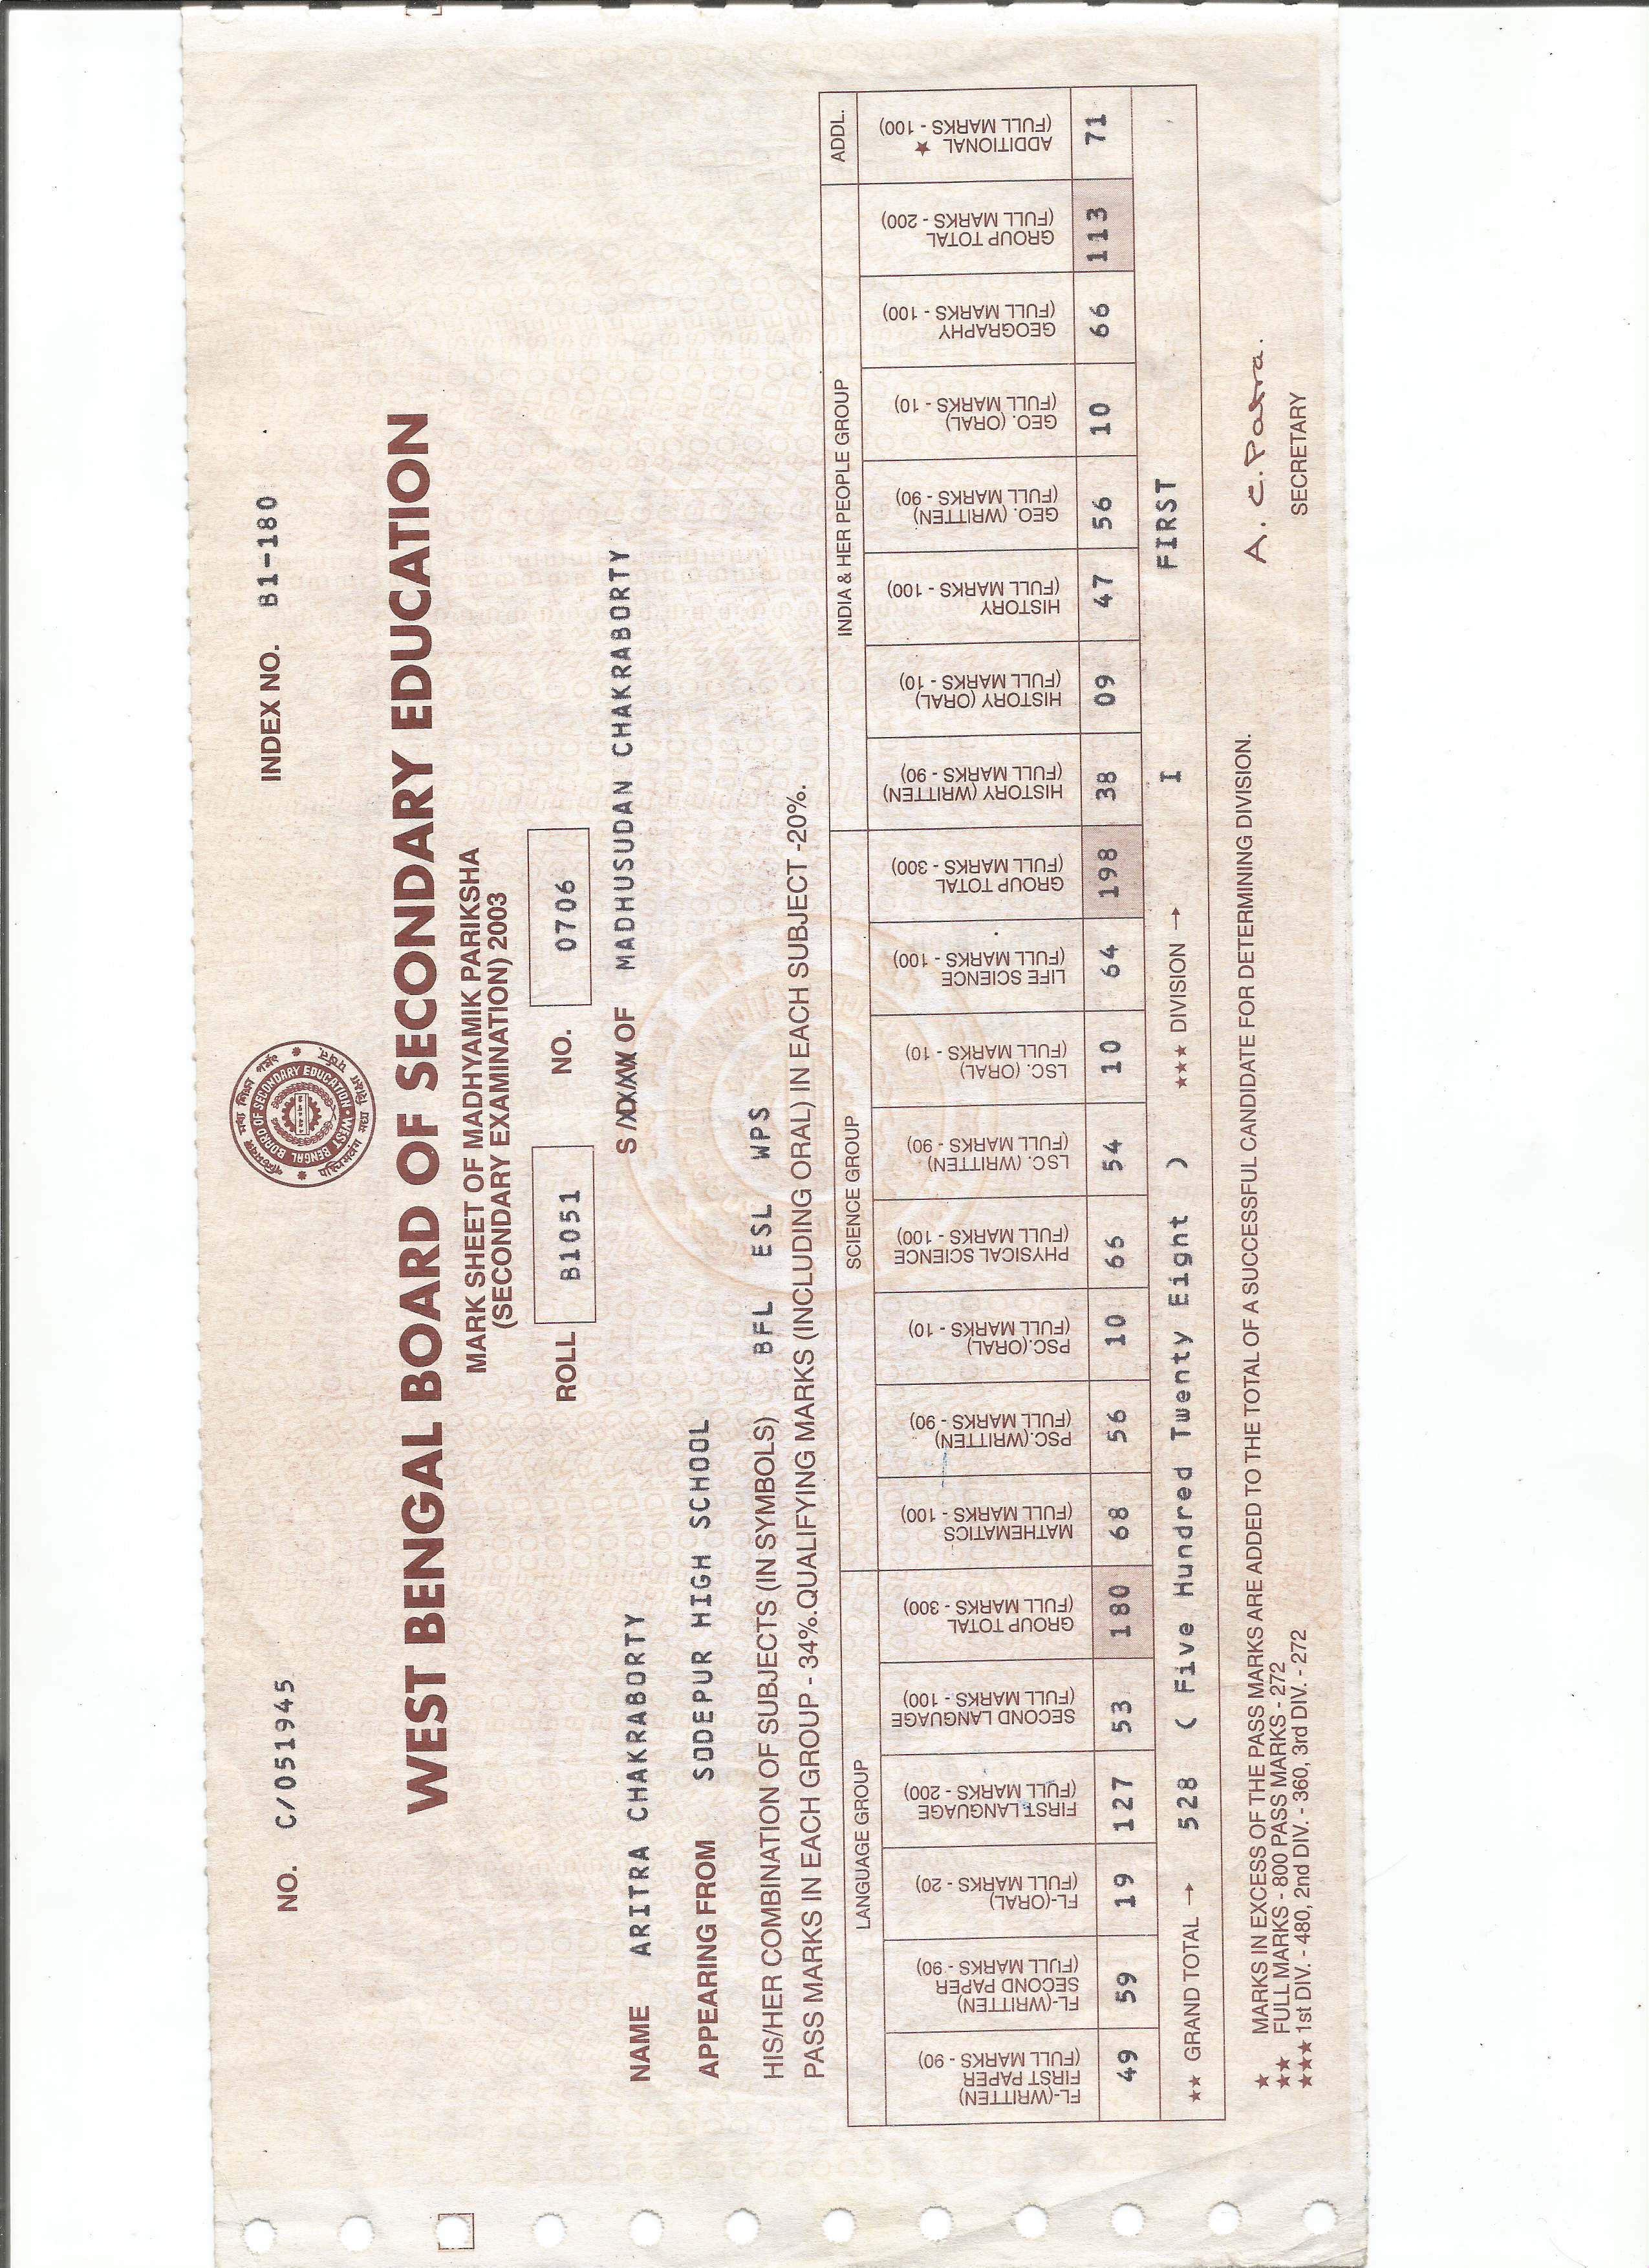 NO. C/051945 INDEX NO. B1-180
BOARD OF SECONDARY EDUCATION · WEST BENGAL
WEST BENGAL BOARD OF SECONDARY EDUCATION
MARK SHEET OF MADHYAMIK PARIKSHA
(SECONDARY EXAMINATION) 2003
ROLL B1051 NO. 0706
NAME ARITRA CHAKRABORTY S/ OF MADHUSUDAN CHAKRABORTY
APPEARING FROM SODEPUR HIGH SCHOOL
HIS/HER COMBINATION OF SUBJECTS (IN SYMBOLS) BFL ESL WPS
PASS MARKS IN EACH GROUP - 34%. QUALIFYING MARKS (INCLUDING ORAL) IN EACH SUBJECT -20%.
LANGUAGE GROUP SCIENCE GROUP INDIA & HER PEOPLE GROUP ADDL.
FL-(WRITTEN) FIRST PAPER (FULL MARKS - 90)
FL-(WRITTEN) SECOND PAPER (FULL MARKS - 90)
FL-(ORAL) (FULL MARKS - 20)
FIRST LANGUAGE (FULL MARKS - 200)
SECOND LANGUAGE (FULL MARKS - 100)
GROUP TOTAL (FULL MARKS - 300)
MATHEMATICS (FULL MARKS - 100)
PSC.(WRITTEN) (FULL MARKS - 90)
PSC.(ORAL) (FULL MARKS - 10)
PHYSICAL SCIENCE (FULL MARKS - 100)
LSC. (WRITTEN) (FULL MARKS - 90)
LSC. (ORAL) (FULL MARKS - 10)
LIFE SCIENCE (FULL MARKS - 100)
GROUP TOTAL (FULL MARKS - 300)
HISTORY (WRITTEN) (FULL MARKS - 90)
HISTORY (ORAL) (FULL MARKS - 10)
HISTORY (FULL MARKS - 100)
GEO. (WRITTEN) (FULL MARKS - 90)
GEO. (ORAL) (FULL MARKS - 10)
GEOGRAPHY (FULL MARKS - 100)
GROUP TOTAL (FULL MARKS - 200)
ADDITIONAL ★ (FULL MARKS - 100)
49 59 19 127 53 180 68 56 10 66 54 10 64 198 38 09 47 56 10 66 113 71
★★ GRAND TOTAL → 528 ( Five Hundred Twenty Eight ) ★★★ DIVISION → I FIRST
★ MARKS IN EXCESS OF THE PASS MARKS ARE ADDED TO THE TOTAL OF A SUCCESSFUL CANDIDATE FOR DETERMINING DIVISION.
★★ FULL MARKS - 800 PASS MARKS - 272
★★★ 1st DIV. - 480, 2nd DIV. - 360, 3rd DIV. - 272
A. C. Patra.
SECRETARY